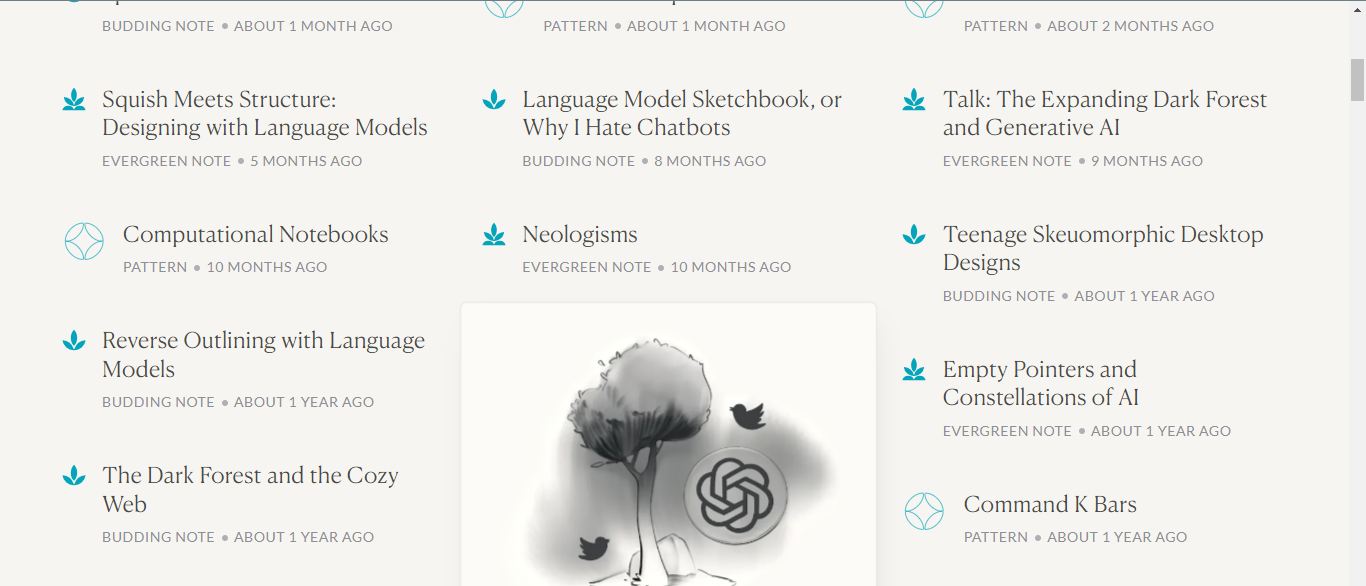 BUDDING NOTE • ABOUT 1 MONTH AGO
PATTERN • ABOUT 1 MONTH AGO
PATTERN • ABOUT 2 MONTHS AGO
Squish Meets Structure:
Designing with Language Models
EVERGREEN NOTE • 5 MONTHS AGO
Language Model Sketchbook, or
Why I Hate Chatbots
BUDDING NOTE • 8 MONTHS AGO
Talk: The Expanding Dark Forest
and Generative AI
EVERGREEN NOTE • 9 MONTHS AGO
Computational Notebooks
PATTERN • 10 MONTHS AGO
Neologisms
EVERGREEN NOTE • 10 MONTHS AGO
Teenage Skeuomorphic Desktop
Designs
BUDDING NOTE • ABOUT 1 YEAR AGO
Reverse Outlining with Language
Models
BUDDING NOTE • ABOUT 1 YEAR AGO
Empty Pointers and
Constellations of AI
EVERGREEN NOTE • ABOUT 1 YEAR AGO
The Dark Forest and the Cozy
Web
BUDDING NOTE • ABOUT 1 YEAR AGO
Command K Bars
PATTERN • ABOUT 1 YEAR AGO